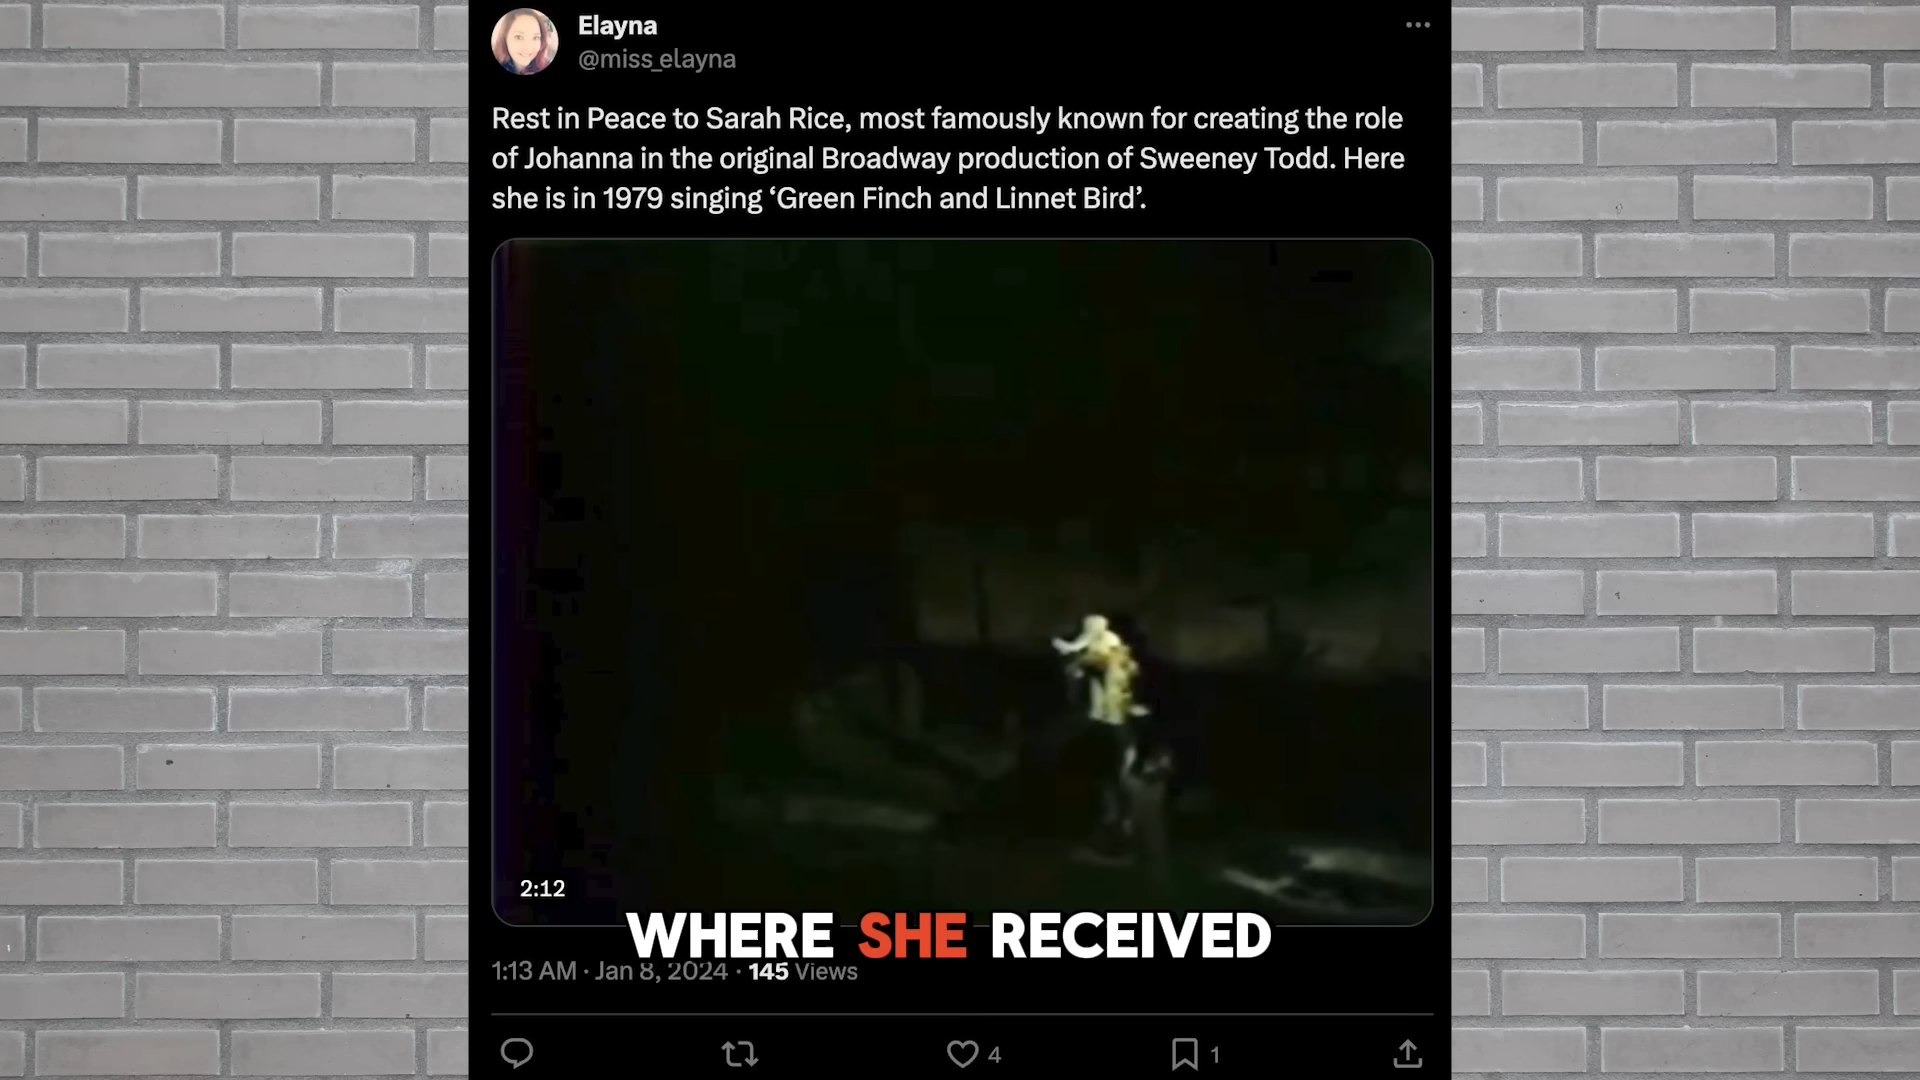 Elayna
@miss_elayna
Rest in Peace to Sarah Rice, most famously known for creating the role
of Johanna in the original Broadway production of Sweeney Todd. Here
she is in 1979 singing ‘Green Finch and Linnet Bird’.
2:12
WHERE SHE RECEIVED
1:13 AM · Jan 8, 2024 · 145 Views
4
1